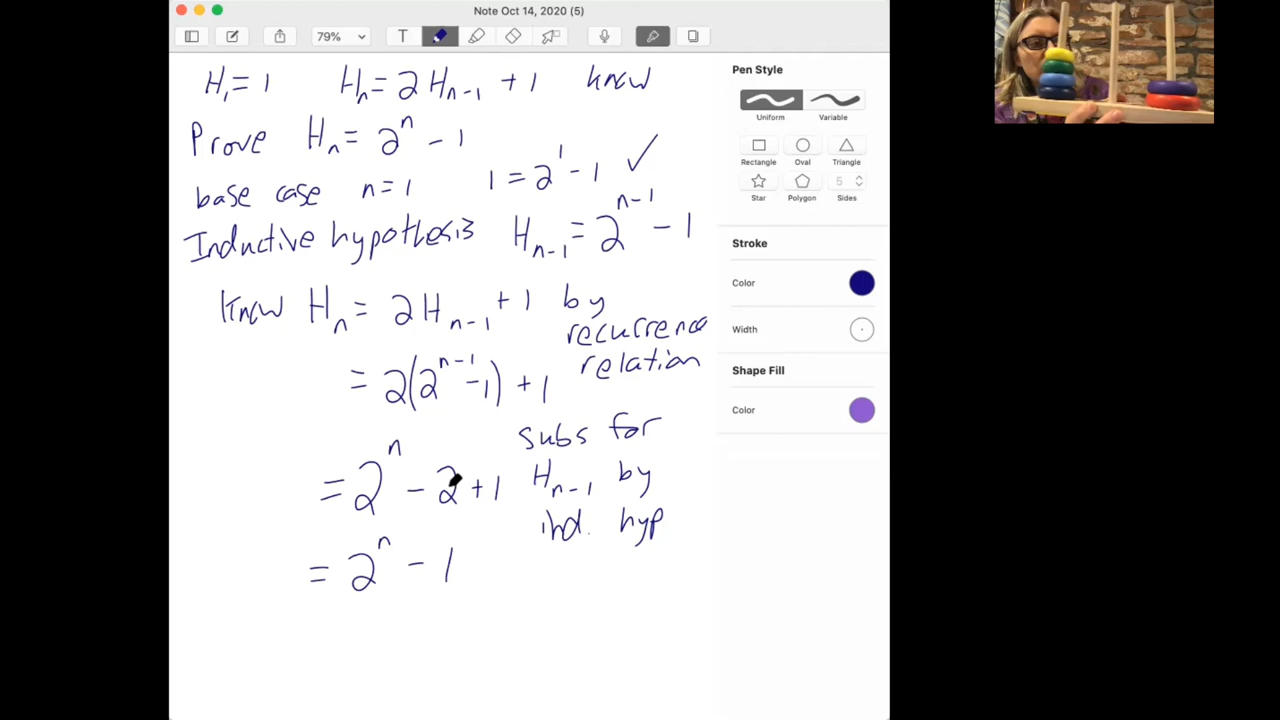 Note Oct 14, 2020 (5)
79%
T
H₁ = 1 Hₙ = 2Hₙ₋₁ + 1 know
Prove Hₙ = 2ⁿ - 1
base case n = 1 1 = 2¹ - 1 ✓
Inductive hypothesis Hₙ₋₁ = 2ⁿ⁻¹ - 1
know Hₙ = 2Hₙ₋₁ + 1 by
recurrence
relation
= 2(2ⁿ⁻¹ - 1) + 1
subs for
Hₙ₋₁ by
ind. hyp
= 2ⁿ - 2 + 1
= 2ⁿ - 1
Pen Style
Uniform Variable
Rectangle Oval Triangle
5
Star Polygon Sides
Stroke
Color
Width
Shape Fill
Color